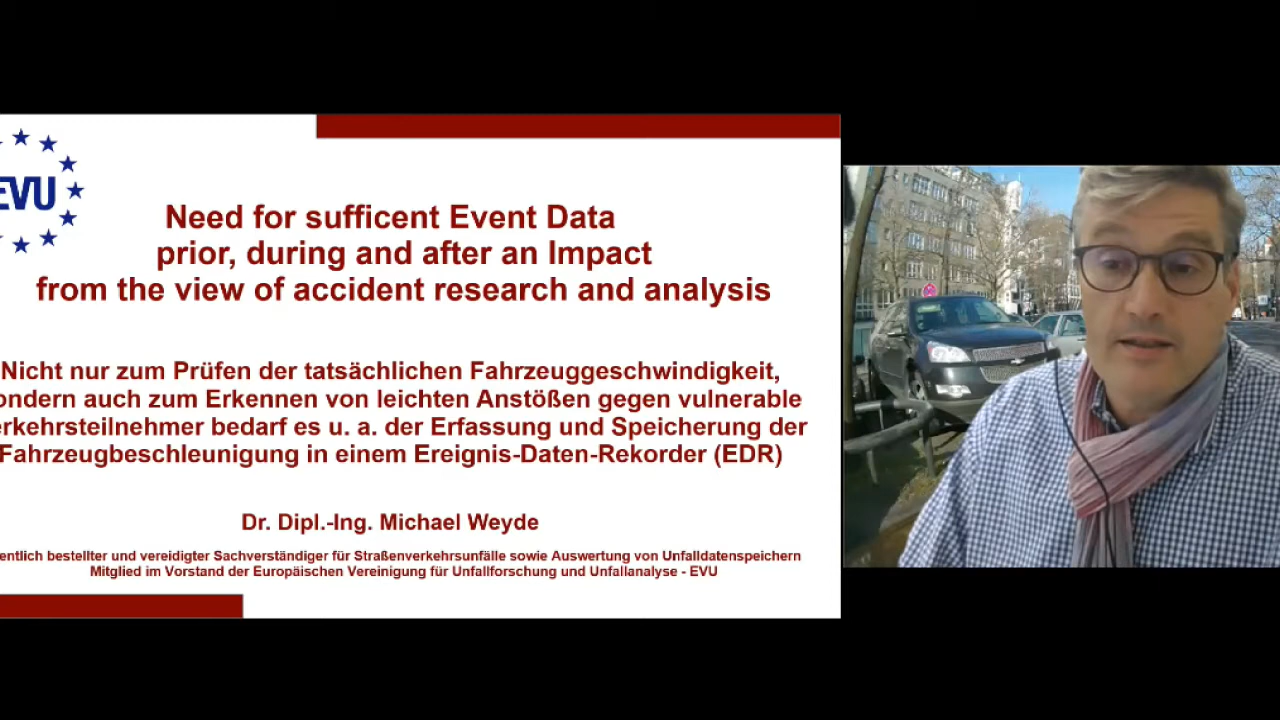 EVU
Need for sufficent Event Data
prior, during and after an Impact
from the view of accident research and analysis
Nicht nur zum Prüfen der tatsächlichen Fahrzeuggeschwindigkeit,
ondern auch zum Erkennen von leichten Anstößen gegen vulnerable
erkehrsteilnehmer bedarf es u. a. der Erfassung und Speicherung der
Fahrzeugbeschleunigung in einem Ereignis-Daten-Rekorder (EDR)
Dr. Dipl.-Ing. Michael Weyde
entlich bestellter und vereidigter Sachverständiger für Straßenverkehrsunfälle sowie Auswertung von Unfalldatenspeichern
Mitglied im Vorstand der Europäischen Vereinigung für Unfallforschung und Unfallanalyse - EVU